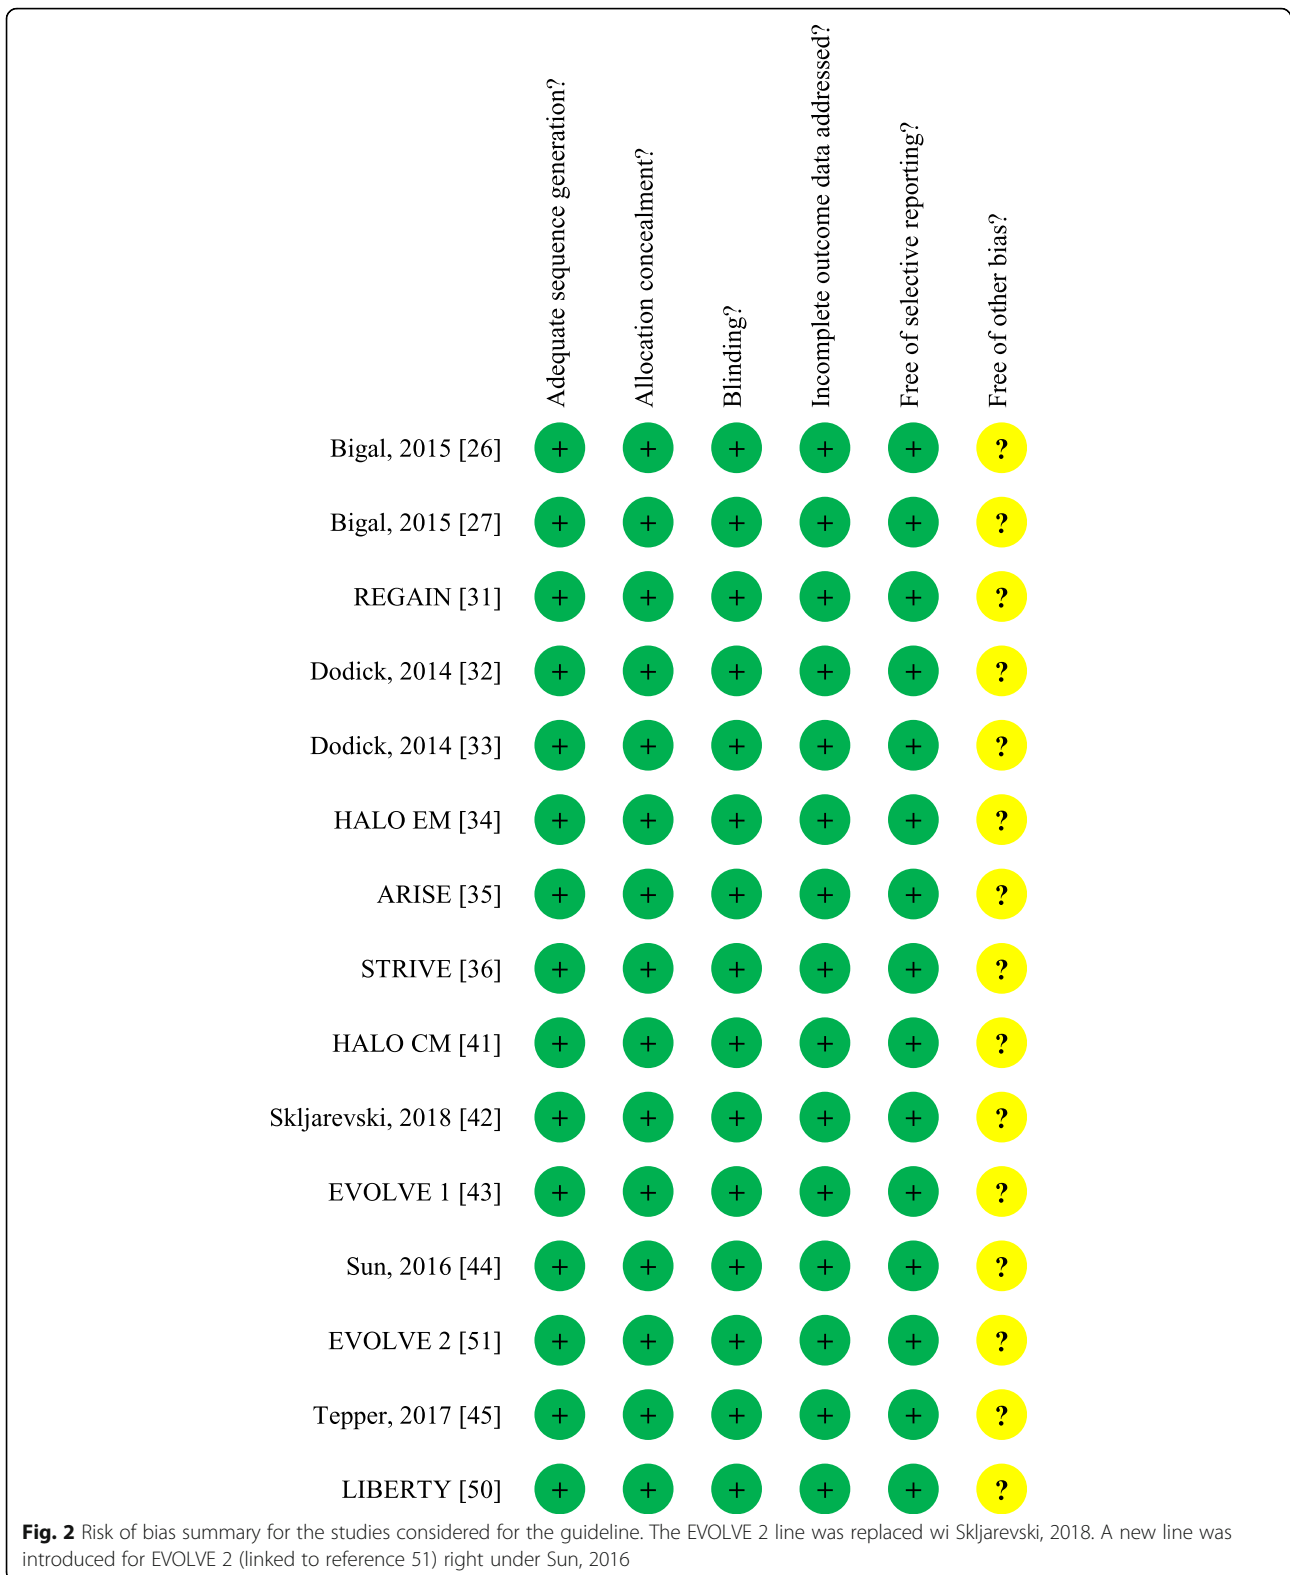 Adequate sequence generation?
Allocation concealment?
Blinding?
Incomplete outcome data addressed?
Free of selective reporting?
Free of other bias?
Bigal, 2015 [26] + + + + + ?
Bigal, 2015 [27] + + + + + ?
REGAIN [31] + + + + + ?
Dodick, 2014 [32] + + + + + ?
Dodick, 2014 [33] + + + + + ?
HALO EM [34] + + + + + ?
ARISE [35] + + + + + ?
STRIVE [36] + + + + + ?
HALO CM [41] + + + + + ?
Skljarevski, 2018 [42] + + + + + ?
EVOLVE 1 [43] + + + + + ?
Sun, 2016 [44] + + + + + ?
EVOLVE 2 [51] + + + + + ?
Tepper, 2017 [45] + + + + + ?
LIBERTY [50] + + + + + ?
Fig. 2 Risk of bias summary for the studies considered for the guideline. The EVOLVE 2 line was replaced wi Skljarevski, 2018. A new line was
introduced for EVOLVE 2 (linked to reference 51) right under Sun, 2016